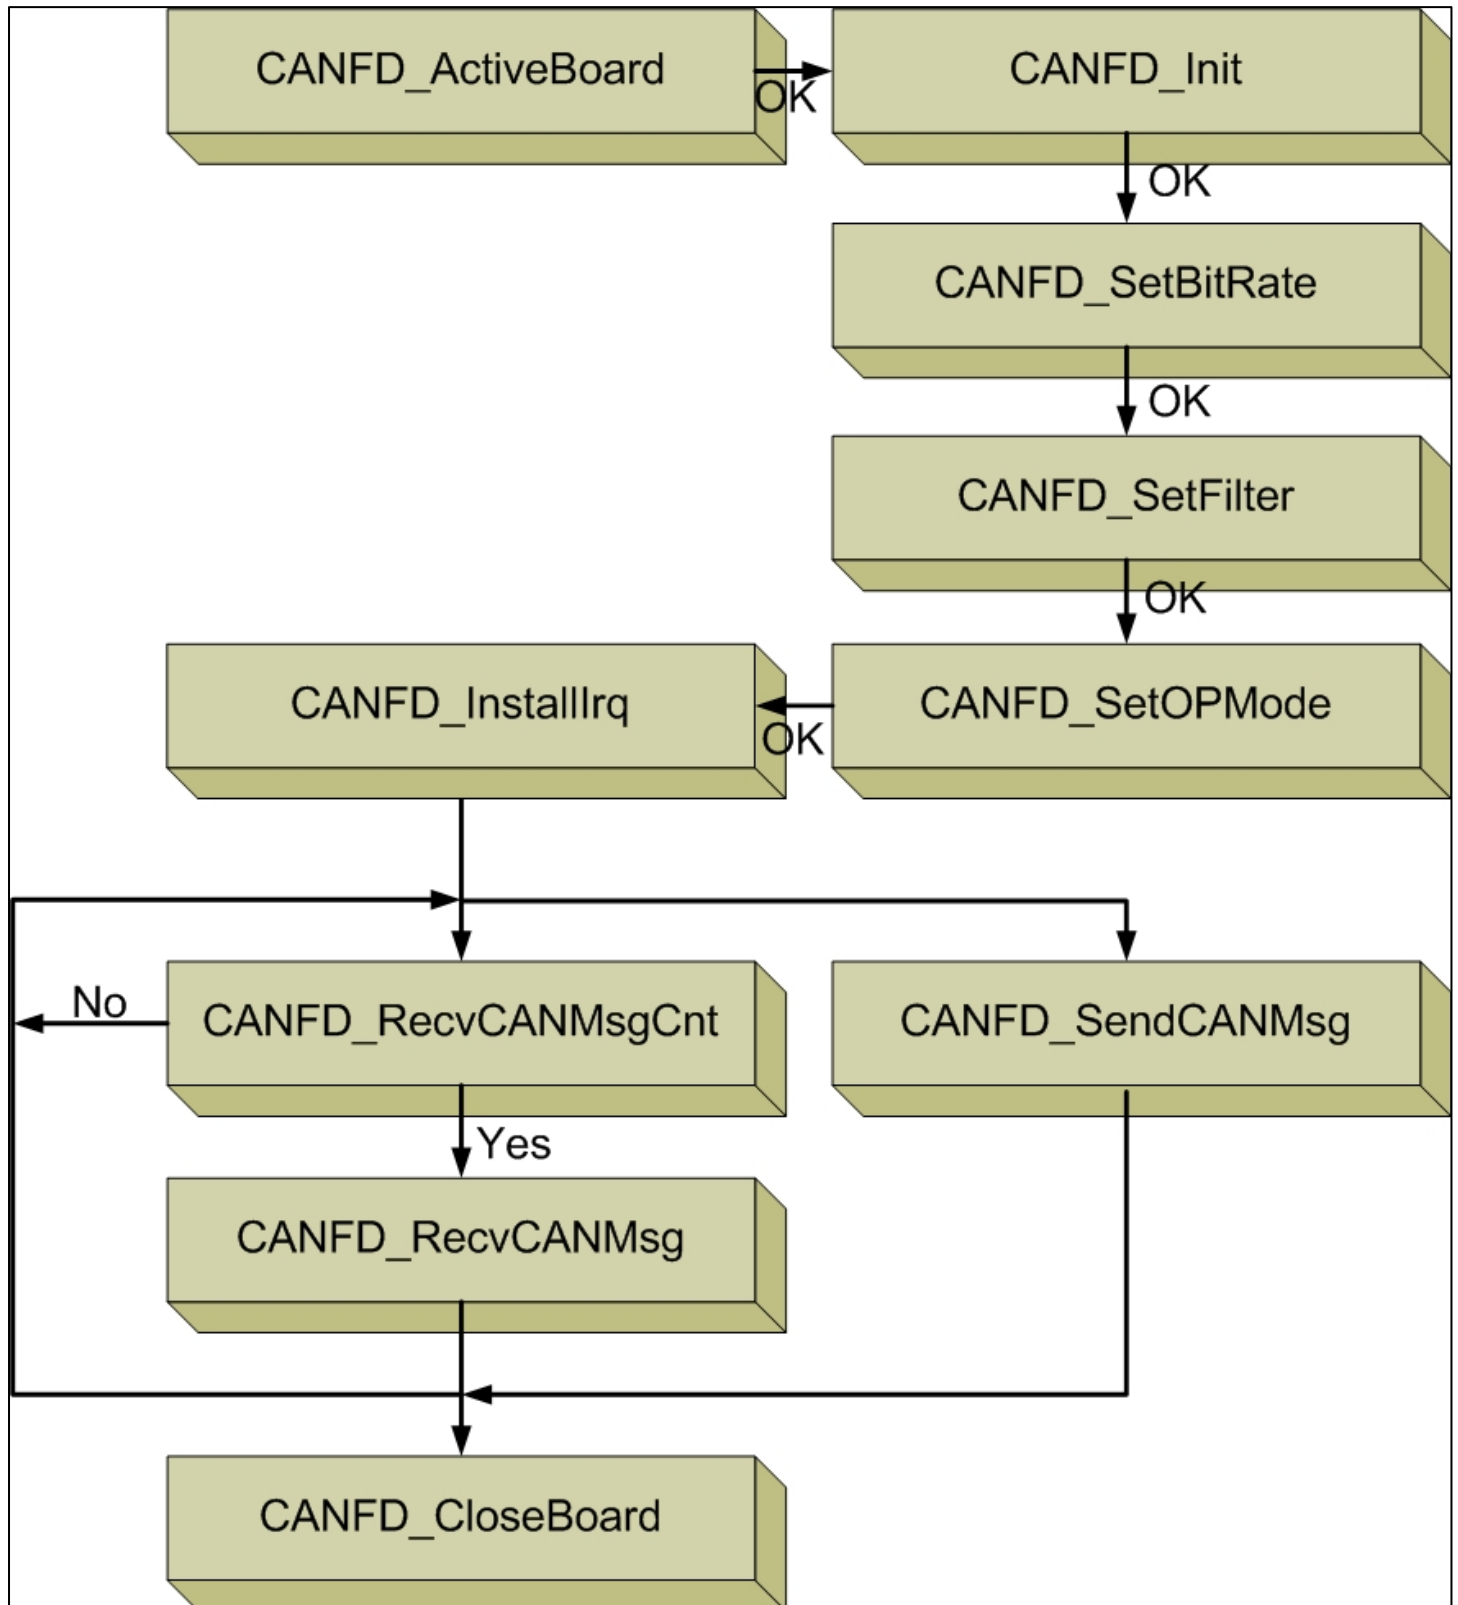 CANFD_ActiveBoard
OK
CANFD_Init
OK
CANFD_SetBitRate
OK
CANFD_SetFilter
OK
CANFD_InstallIrq
OK
CANFD_SetOPMode
No
CANFD_RecvCANMsgCnt
CANFD_SendCANMsg
Yes
CANFD_RecvCANMsg
CANFD_CloseBoard